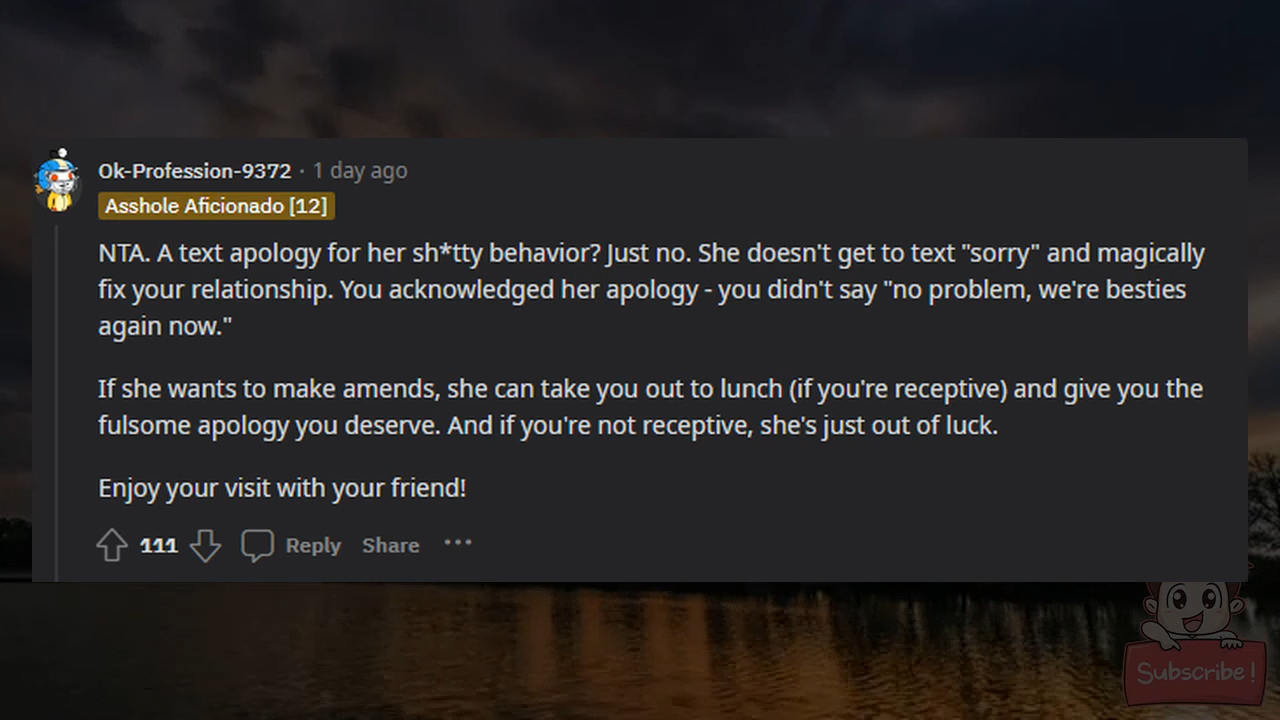 Ok-Profession-9372 · 1 day ago
Asshole Aficionado [12]
NTA. A text apology for her sh*tty behavior? Just no. She doesn't get to text "sorry" and magically
fix your relationship. You acknowledged her apology - you didn't say "no problem, we're besties
again now."
If she wants to make amends, she can take you out to lunch (if you're receptive) and give you the
fulsome apology you deserve. And if you're not receptive, she's just out of luck.
Enjoy your visit with your friend!
111 Reply Share ···
Subscribe!